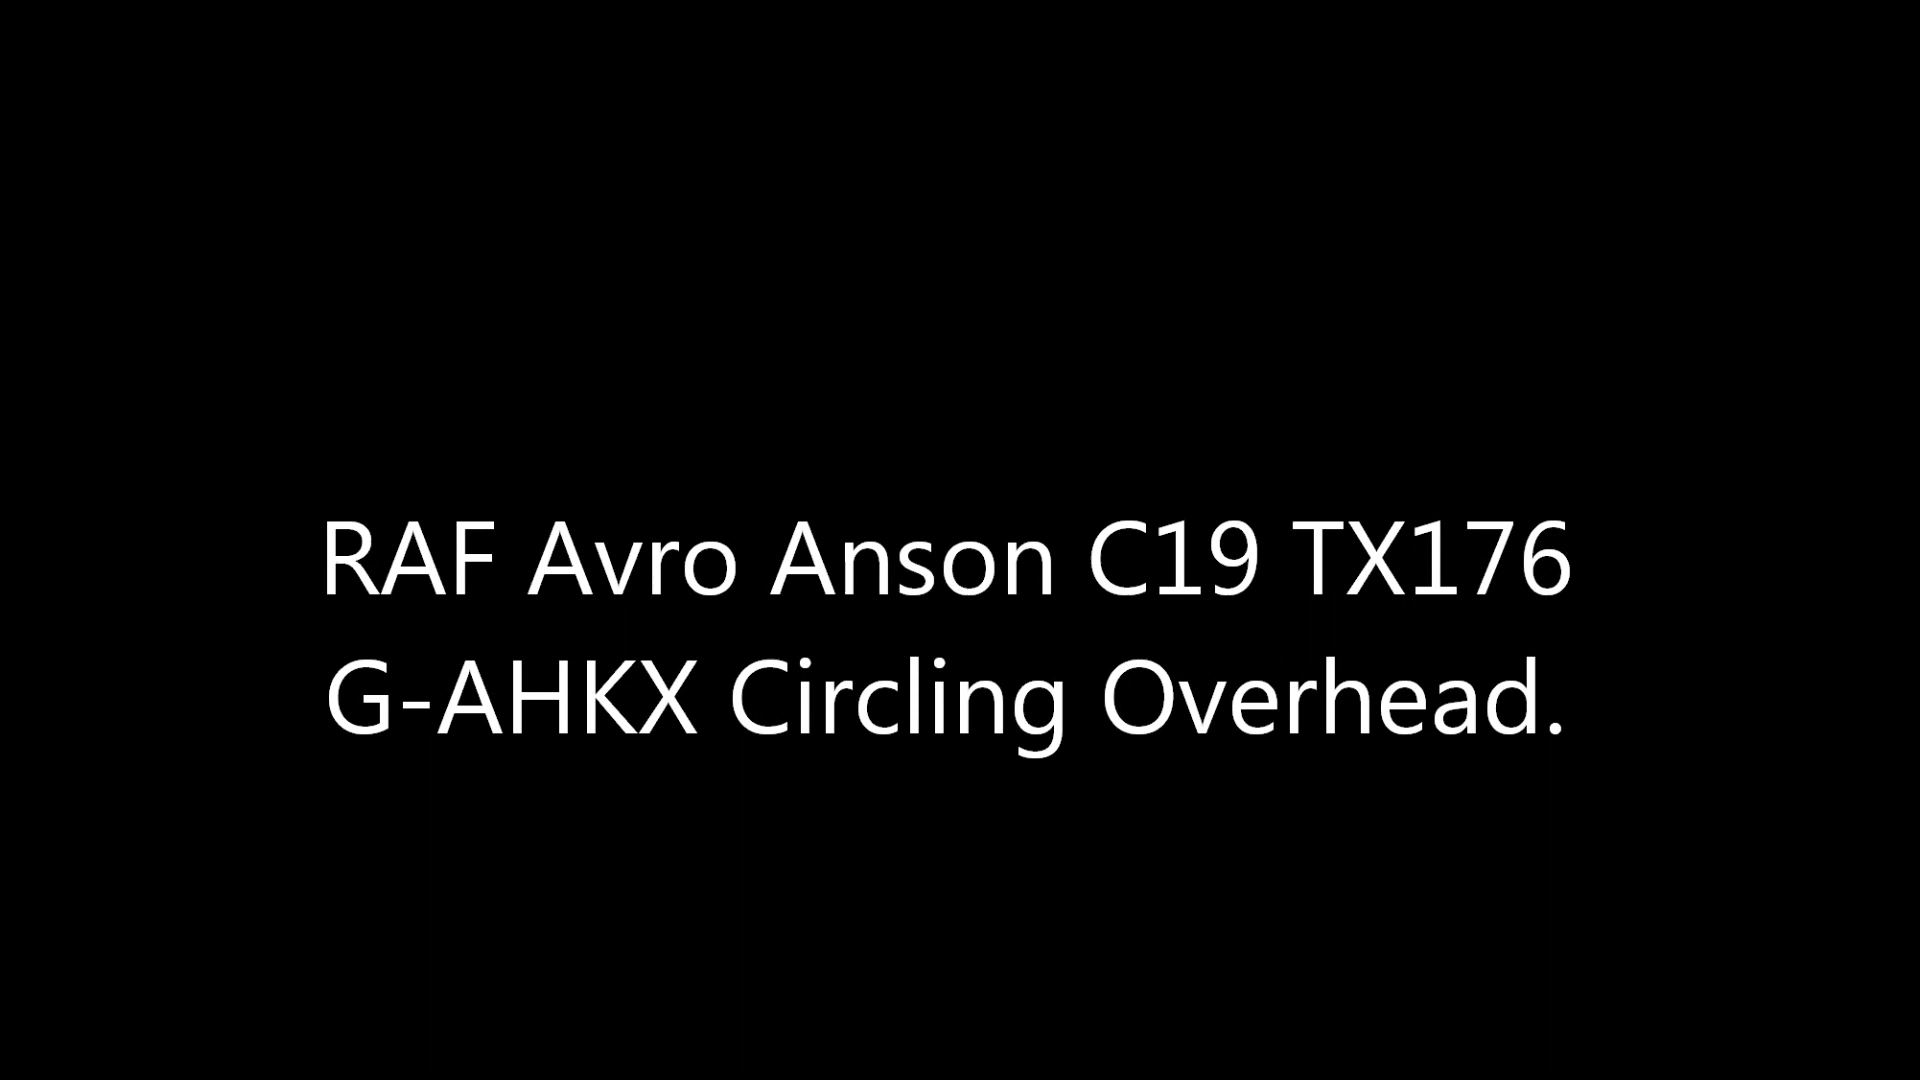 RAF Avro Anson C19 TX176
G-AHKX Circling Overhead.